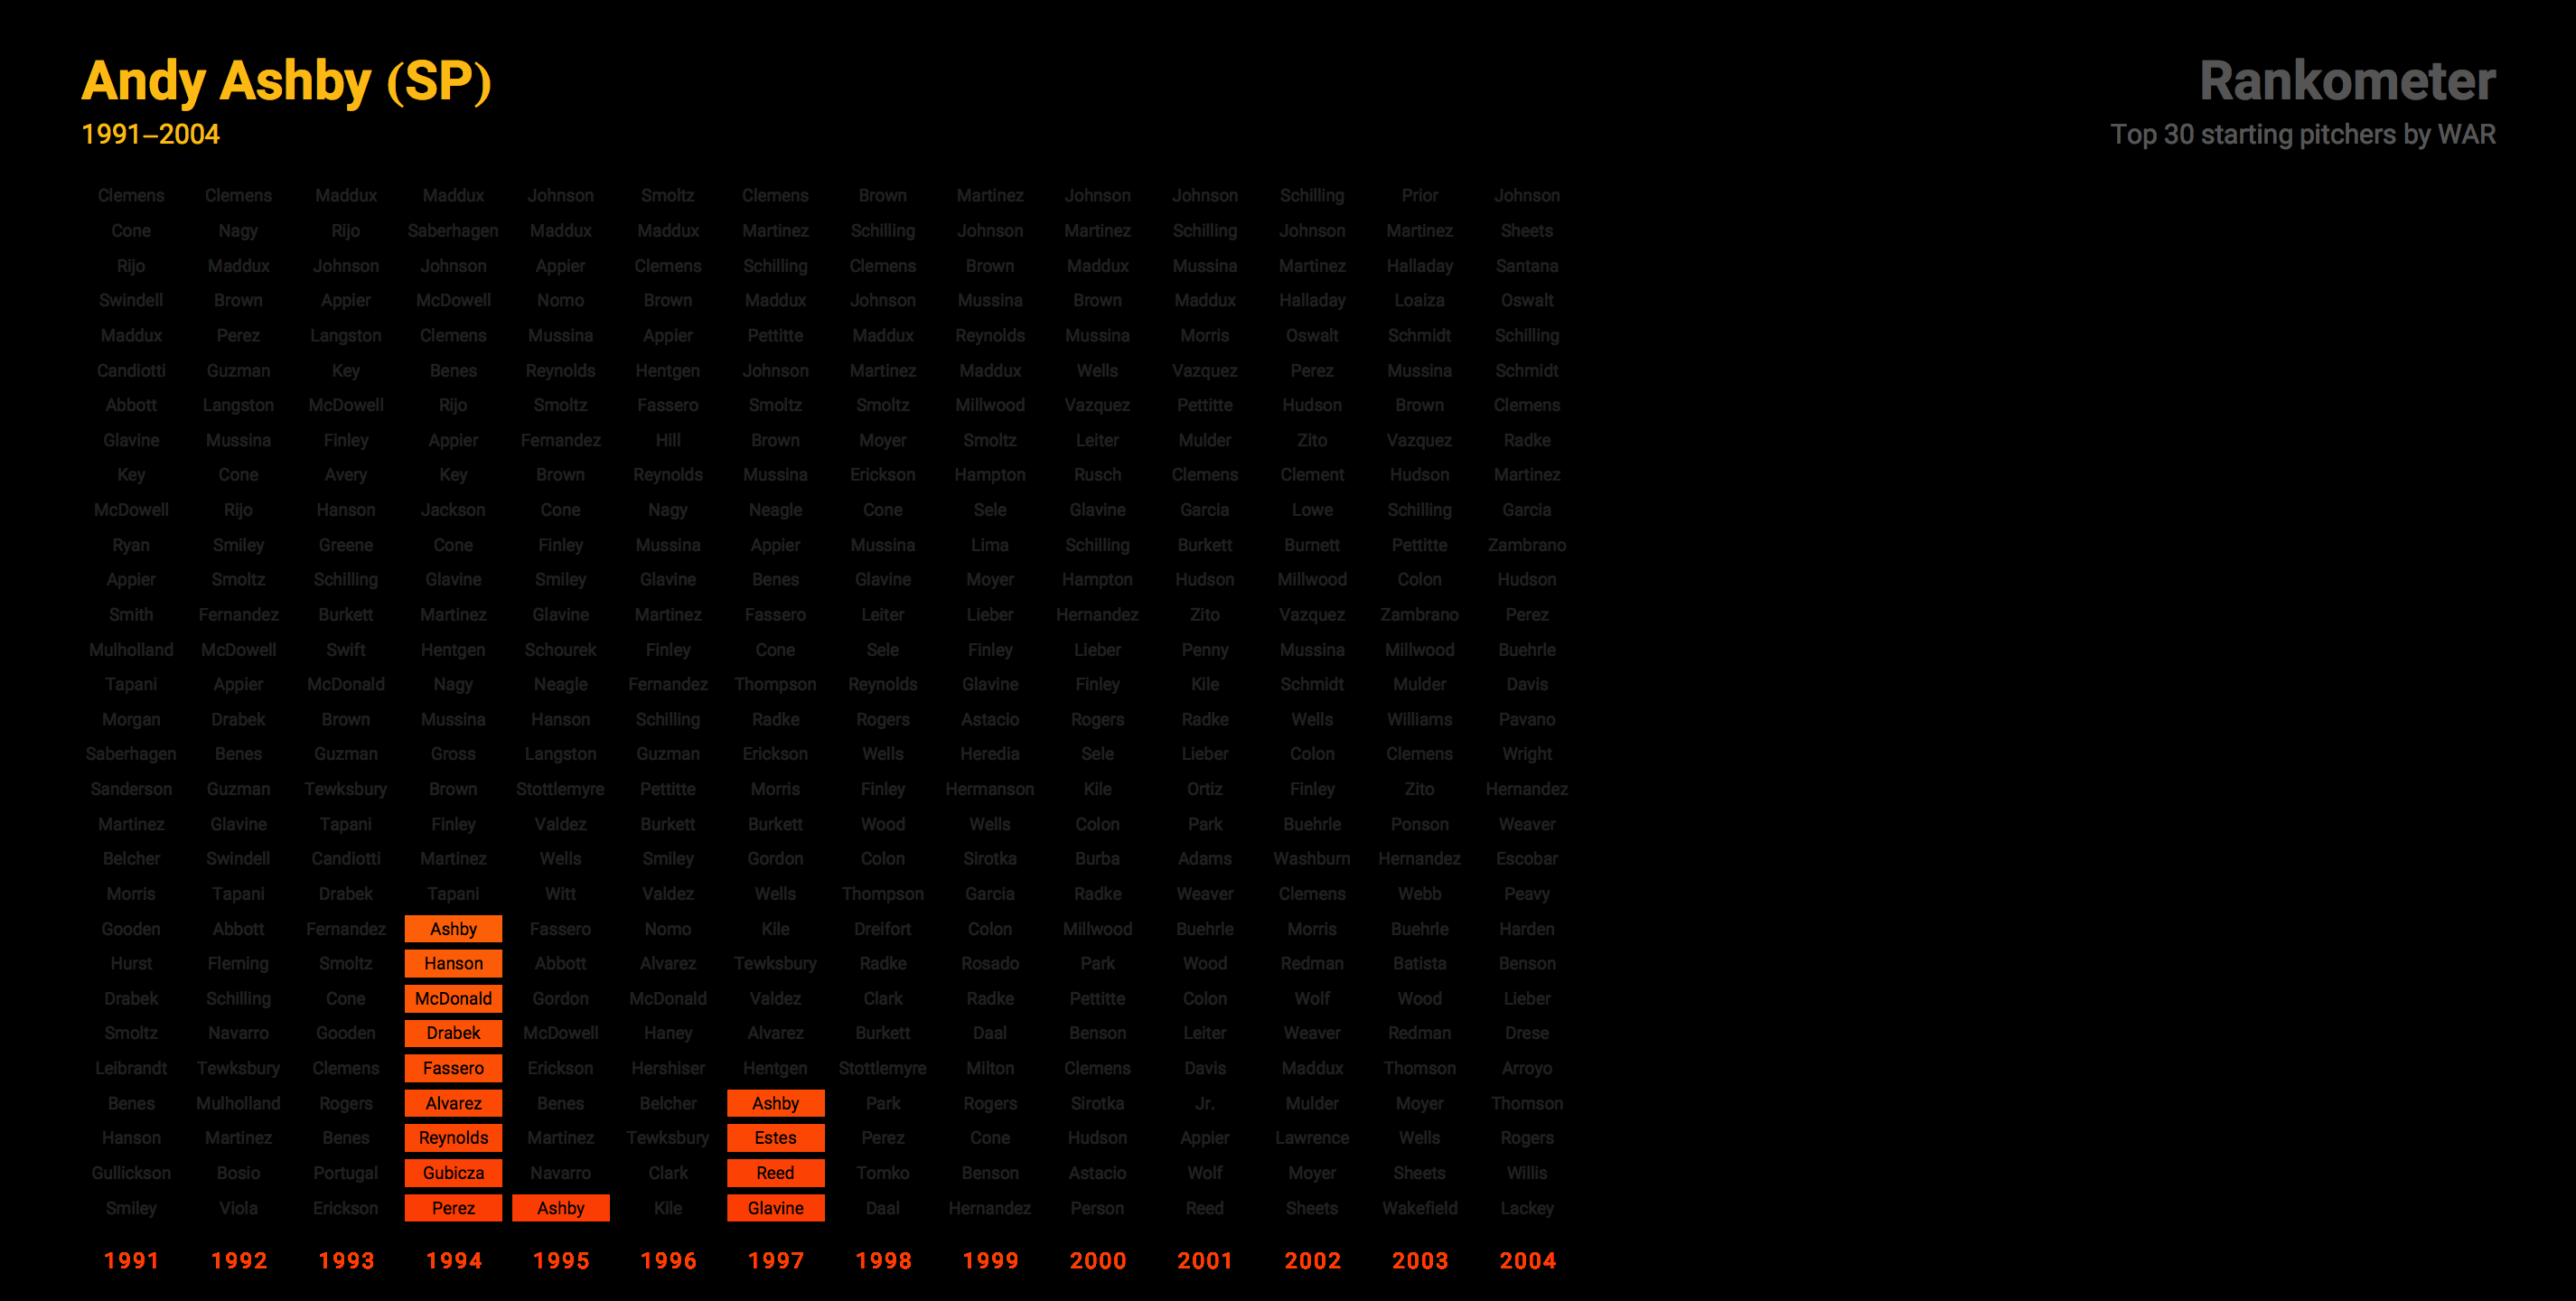 Andy Ashby (SP)
1991–2004
Rankometer
Top 30 starting pitchers by WAR
Clemens Clemens Maddux Maddux Johnson Smoltz Clemens Brown Martinez Johnson Johnson Schilling Prior Johnson
Cone Nagy Rijo Saberhagen Maddux Maddux Martinez Schilling Johnson Martinez Schilling Johnson Martinez Sheets
Rijo Maddux Johnson Johnson Appier Clemens Schilling Clemens Brown Maddux Mussina Martinez Halladay Santana
Swindell Brown Appier McDowell Nomo Brown Maddux Johnson Mussina Brown Maddux Halladay Loaiza Oswalt
Maddux Perez Langston Clemens Mussina Appier Pettitte Maddux Reynolds Mussina Morris Oswalt Schmidt Schilling
Candiotti Guzman Key Benes Reynolds Hentgen Johnson Martinez Maddux Wells Vazquez Perez Mussina Schmidt
Abbott Langston McDowell Rijo Smoltz Fassero Smoltz Smoltz Millwood Vazquez Pettitte Hudson Brown Clemens
Glavine Mussina Finley Appier Fernandez Hill Brown Moyer Smoltz Leiter Mulder Zito Vazquez Radke
Key Cone Avery Key Brown Reynolds Mussina Erickson Hampton Rusch Clemens Clement Hudson Martinez
McDowell Rijo Hanson Jackson Cone Nagy Neagle Cone Sele Glavine Garcia Lowe Schilling Garcia
Ryan Smiley Greene Cone Finley Mussina Appier Mussina Lima Schilling Burkett Burnett Pettitte Zambrano
Appier Smoltz Schilling Glavine Smiley Glavine Benes Glavine Moyer Hampton Hudson Millwood Colon Hudson
Smith Fernandez Burkett Martinez Glavine Martinez Fassero Leiter Lieber Hernandez Zito Vazquez Zambrano Perez
Mulholland McDowell Swift Hentgen Schourek Finley Cone Sele Finley Lieber Penny Mussina Millwood Buehrle
Tapani Appier McDonald Nagy Neagle Fernandez Thompson Reynolds Glavine Finley Kile Schmidt Mulder Davis
Morgan Drabek Brown Mussina Hanson Schilling Radke Rogers Astacio Rogers Radke Wells Williams Pavano
Saberhagen Benes Guzman Gross Langston Guzman Erickson Wells Heredia Sele Lieber Colon Clemens Wright
Sanderson Guzman Tewksbury Brown Stottlemyre Pettitte Morris Finley Hermanson Kile Ortiz Finley Zito Hernandez
Martinez Glavine Tapani Finley Valdez Burkett Burkett Wood Wells Colon Park Buehrle Ponson Weaver
Belcher Swindell Candiotti Martinez Wells Smiley Gordon Colon Sirotka Burba Adams Washburn Hernandez Escobar
Morris Tapani Drabek Tapani Witt Valdez Wells Thompson Garcia Radke Weaver Clemens Webb Peavy
Gooden Abbott Fernandez Ashby Fassero Nomo Kile Dreifort Colon Millwood Buehrle Morris Buehrle Harden
Hurst Fleming Smoltz Hanson Abbott Alvarez Tewksbury Radke Rosado Park Wood Redman Batista Benson
Drabek Schilling Cone McDonald Gordon McDonald Valdez Clark Radke Pettitte Colon Wolf Wood Lieber
Smoltz Navarro Gooden Drabek McDowell Haney Alvarez Burkett Daal Benson Leiter Weaver Redman Drese
Leibrandt Tewksbury Clemens Fassero Erickson Hershiser Hentgen Stottlemyre Milton Clemens Davis Maddux Thomson Arroyo
Benes Mulholland Rogers Alvarez Benes Belcher Ashby Park Rogers Sirotka Jr. Mulder Moyer Thomson
Hanson Martinez Benes Reynolds Martinez Tewksbury Estes Perez Cone Hudson Appier Lawrence Wells Rogers
Gullickson Bosio Portugal Gubicza Navarro Clark Reed Tomko Benson Astacio Wolf Moyer Sheets Willis
Smiley Viola Erickson Perez Ashby Kile Glavine Daal Hernandez Person Reed Sheets Wakefield Lackey
1991 1992 1993 1994 1995 1996 1997 1998 1999 2000 2001 2002 2003 2004